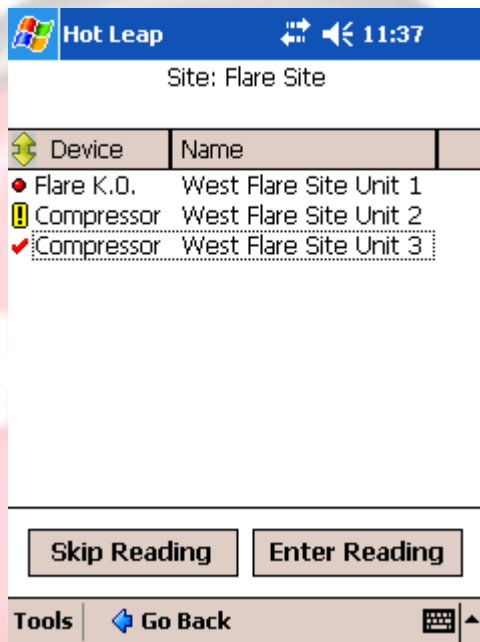 Hot Leap 11:37
Site: Flare Site
Device Name
Flare K.O. West Flare Site Unit 1
Compressor West Flare Site Unit 2
Compressor West Flare Site Unit 3
Skip Reading Enter Reading
Tools Go Back